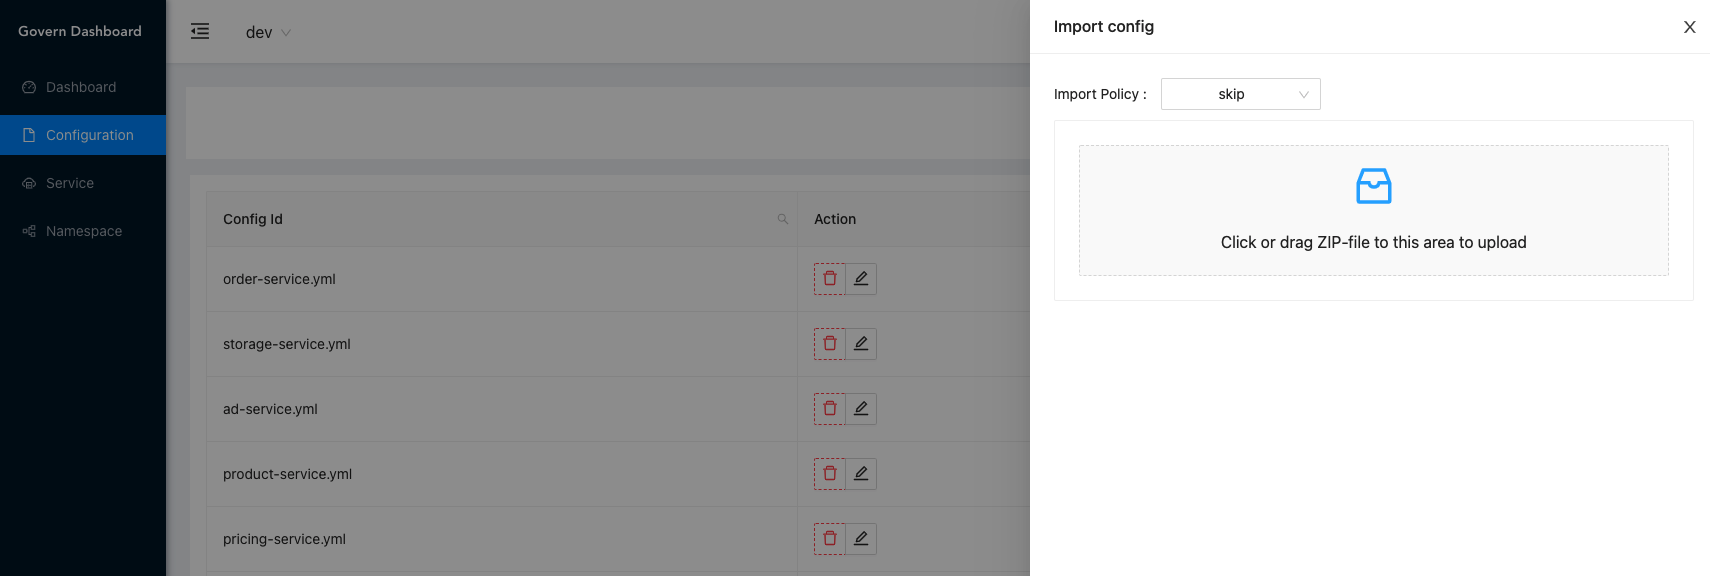 Govern Dashboard
Dashboard
Configuration
Service
Namespace
dev
Config Id
Action
order-service.yml
storage-service.yml
ad-service.yml
product-service.yml
pricing-service.yml
Import config
Import Policy :
skip
Click or drag ZIP-file to this area to upload